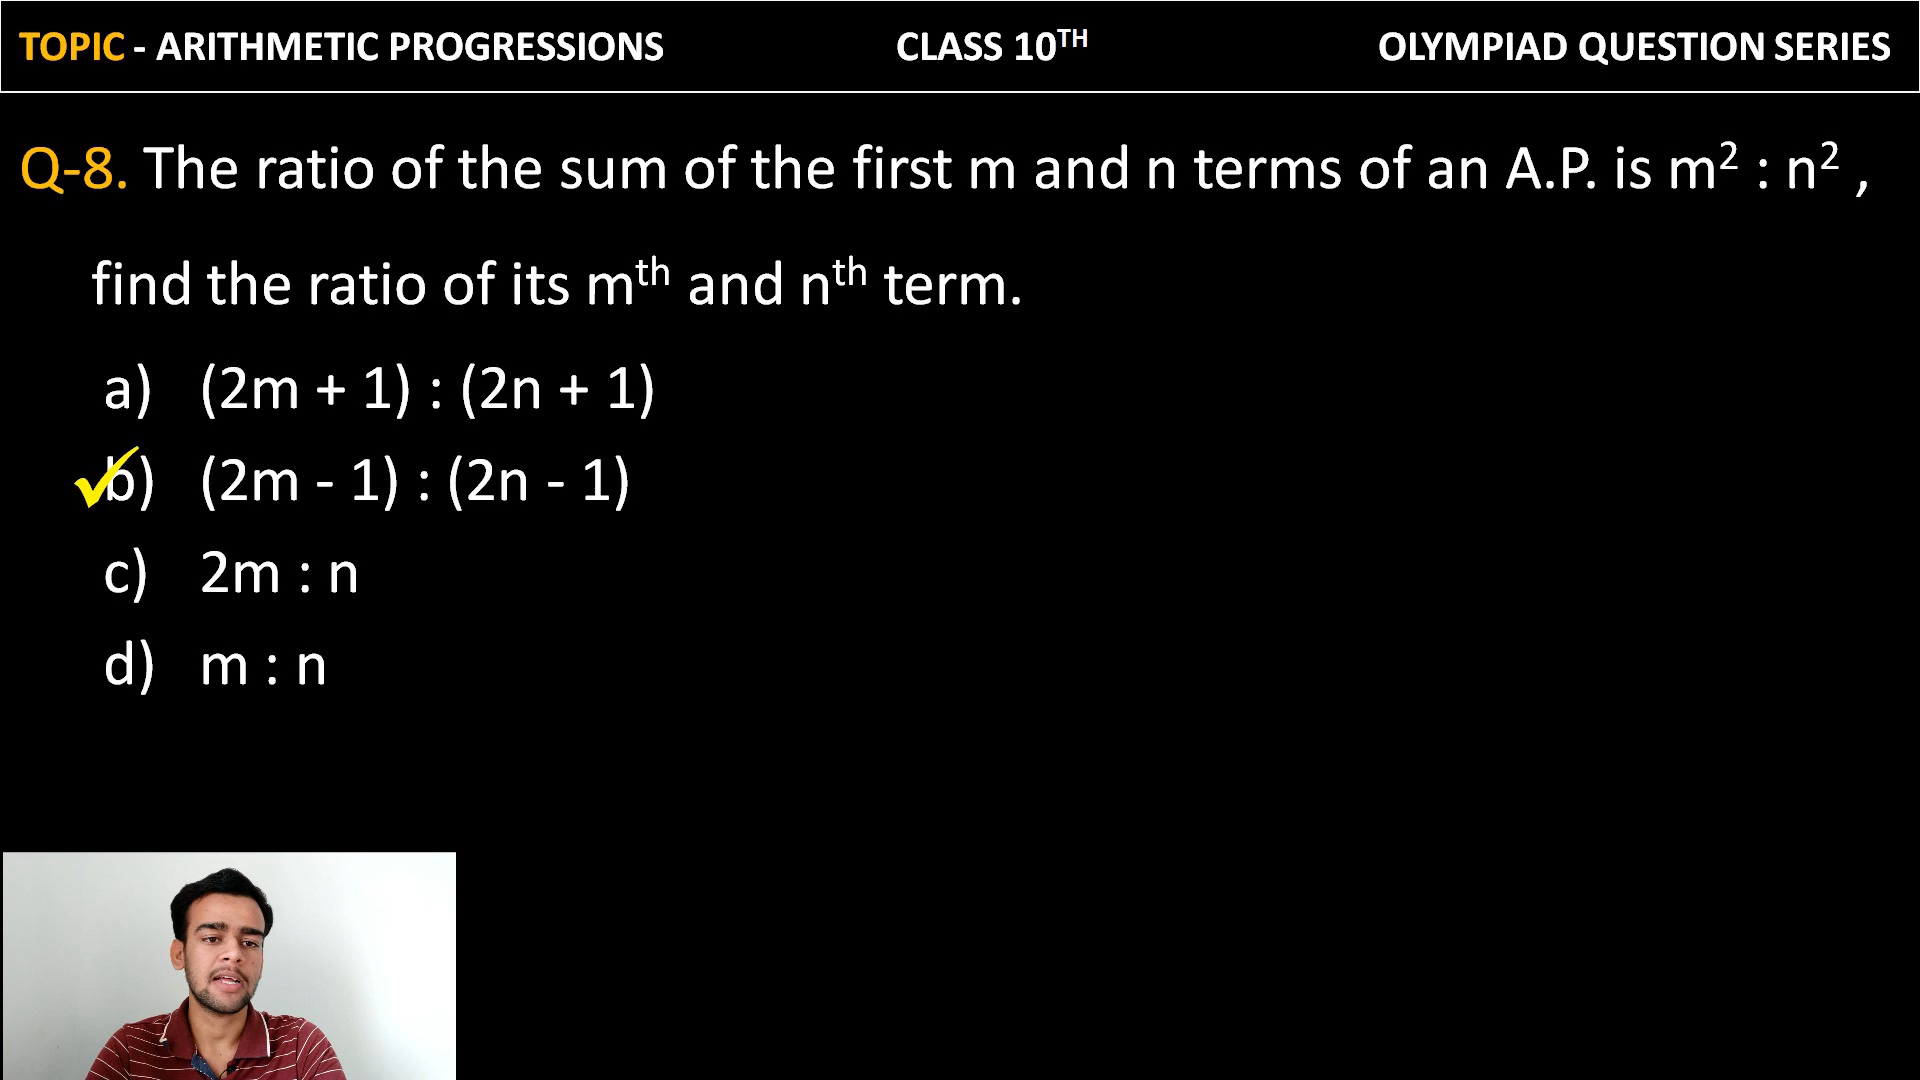 TOPIC - ARITHMETIC PROGRESSIONS CLASS 10TH OLYMPIAD QUESTION SERIES
Q-8. The ratio of the sum of the first m and n terms of an A.P. is m² : n² ,
find the ratio of its mᵗʰ and nᵗʰ term.
a) (2m + 1) : (2n + 1)
b) (2m - 1) : (2n - 1)
c) 2m : n
d) m : n